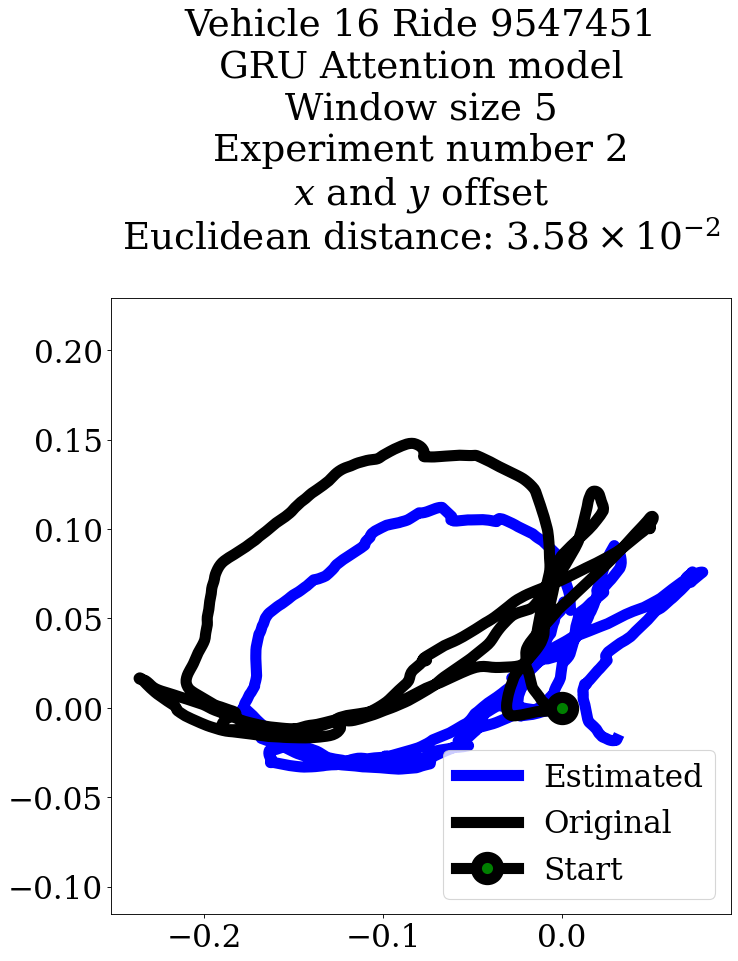 Vehicle 16 Ride 9547451
GRU Attention model
Window size 5
Experiment number 2
x and y offset
Euclidean distance: 3.58 × 10⁻²
0.20
0.15
0.10
0.05
0.00
−0.05
−0.10
Estimated
Original
Start
−0.2 −0.1 0.0